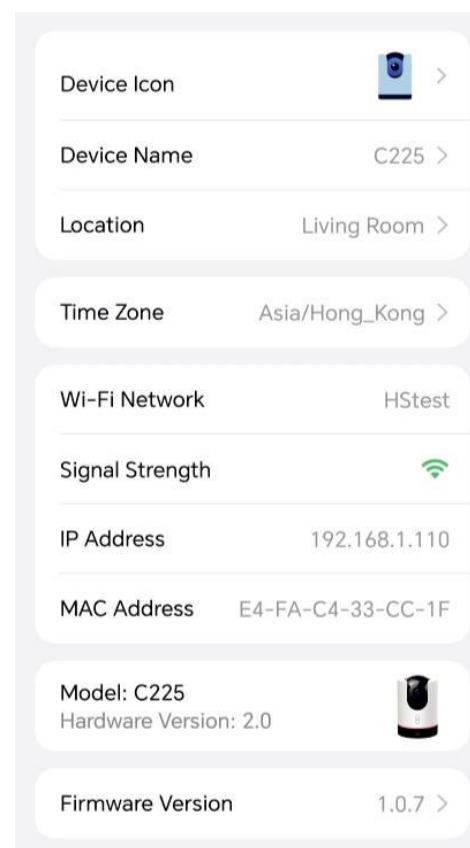 Device Icon
Device Name C225
Location Living Room
Time Zone Asia/Hong_Kong
Wi-Fi Network HStest
Signal Strength
IP Address 192.168.1.110
MAC Address E4-FA-C4-33-CC-1F
Model: C225
Hardware Version: 2.0
Firmware Version 1.0.7